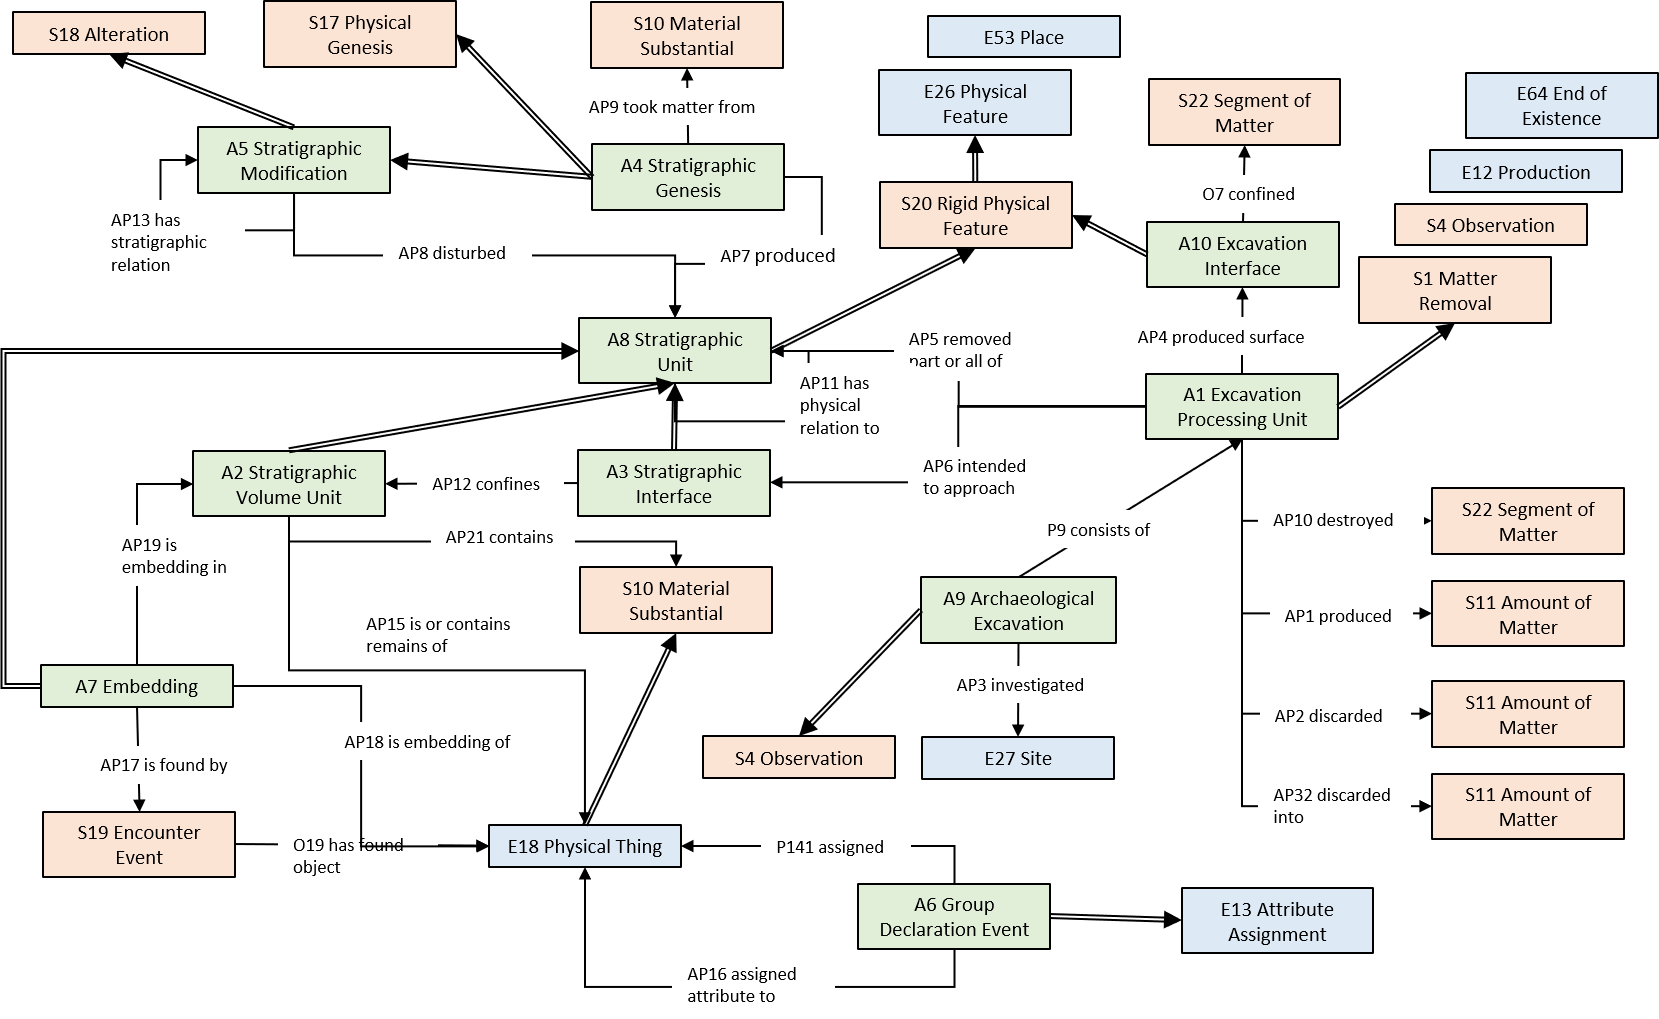 S18 Alteration
S17 Physical
Genesis
S10 Material
Substantial
E53 Place
E26 Physical
Feature
S22 Segment of
Matter
E64 End of
Existence
AP9 took matter from
A5 Stratigraphic
Modification
A4 Stratigraphic
Genesis
E12 Production
S20 Rigid Physical
Feature
O7 confined
S4 Observation
AP13 has
stratigraphic
relation
AP8 disturbed
AP7 produced
A10 Excavation
Interface
S1 Matter
Removal
A8 Stratigraphic
Unit
AP5 removed
part or all of
AP4 produced surface
AP11 has
physical
relation to
A1 Excavation
Processing Unit
A2 Stratigraphic
Volume Unit
AP12 confines
A3 Stratigraphic
Interface
AP6 intended
to approach
AP19 is
embedding in
AP21 contains
P9 consists of
AP10 destroyed
S22 Segment of
Matter
S10 Material
Substantial
A9 Archaeological
Excavation
AP1 produced
S11 Amount of
Matter
AP15 is or contains
remains of
A7 Embedding
AP3 investigated
AP2 discarded
S11 Amount of
Matter
AP17 is found by
AP18 is embedding of
S4 Observation
E27 Site
AP32 discarded
into
S11 Amount of
Matter
S19 Encounter
Event
O19 has found
object
E18 Physical Thing
P141 assigned
A6 Group
Declaration Event
E13 Attribute
Assignment
AP16 assigned
attribute to